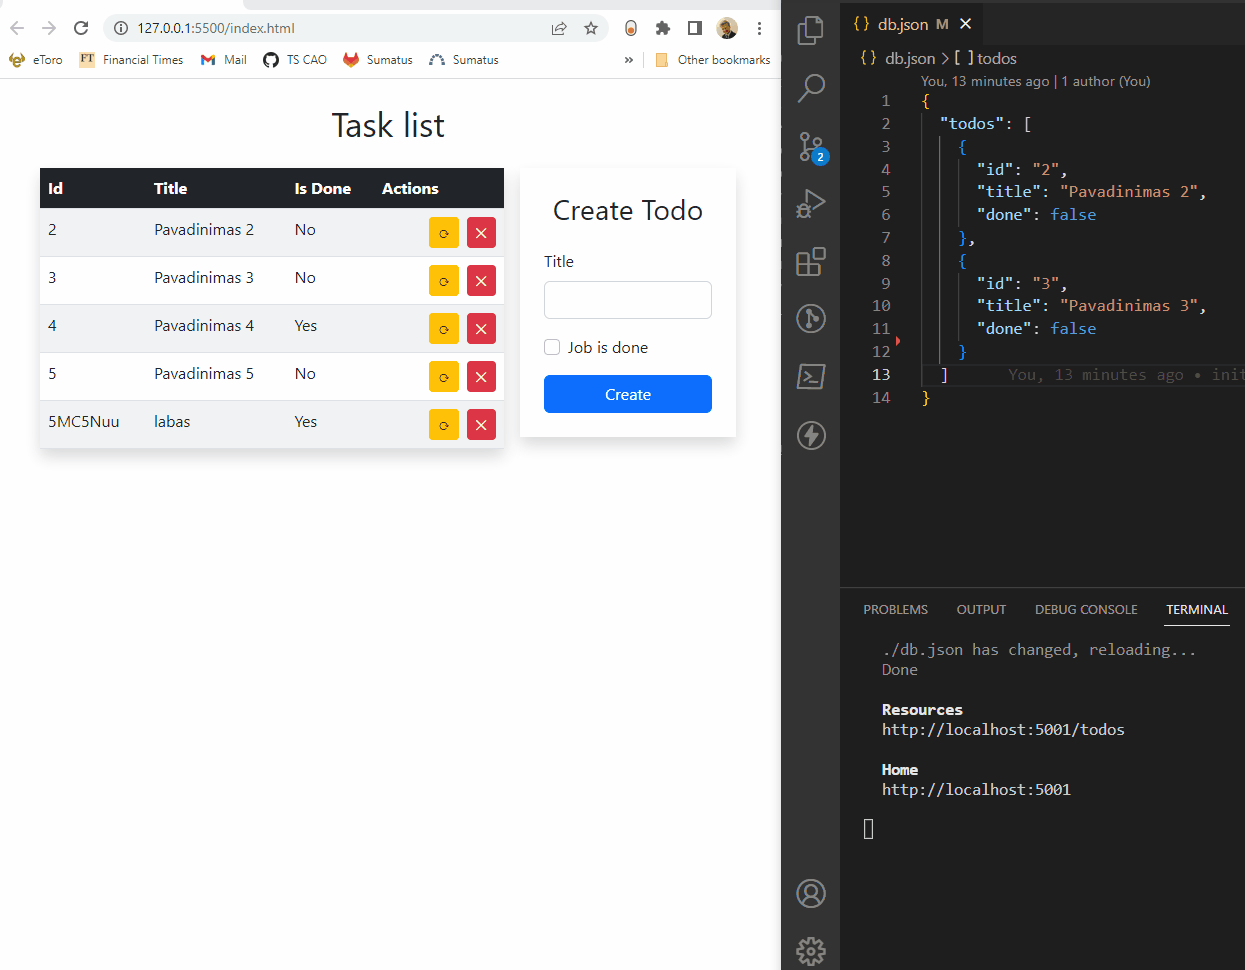 127.0.0.1:5500/index.html
eToro FT Financial Times Mail TS CAO Sumatus Sumatus » Other bookmarks
Task list
Id Title Is Done Actions
2 Pavadinimas 2 No
3 Pavadinimas 3 No
4 Pavadinimas 4 Yes
5 Pavadinimas 5 No
5MC5Nuu labas Yes
Create Todo
Title
Job is done
Create
2
{} db.json M
{} db.json > [ ] todos
You, 13 minutes ago | 1 author (You)
1 {
2 "todos": [
3 {
4 "id": "2",
5 "title": "Pavadinimas 2",
6 "done": false
7 },
8 {
9 "id": "3",
10 "title": "Pavadinimas 3",
11 "done": false
12 }
13 ] You, 13 minutes ago • init
14 }
PROBLEMS OUTPUT DEBUG CONSOLE TERMINAL
./db.json has changed, reloading...
Done
Resources
http://localhost:5001/todos
Home
http://localhost:5001